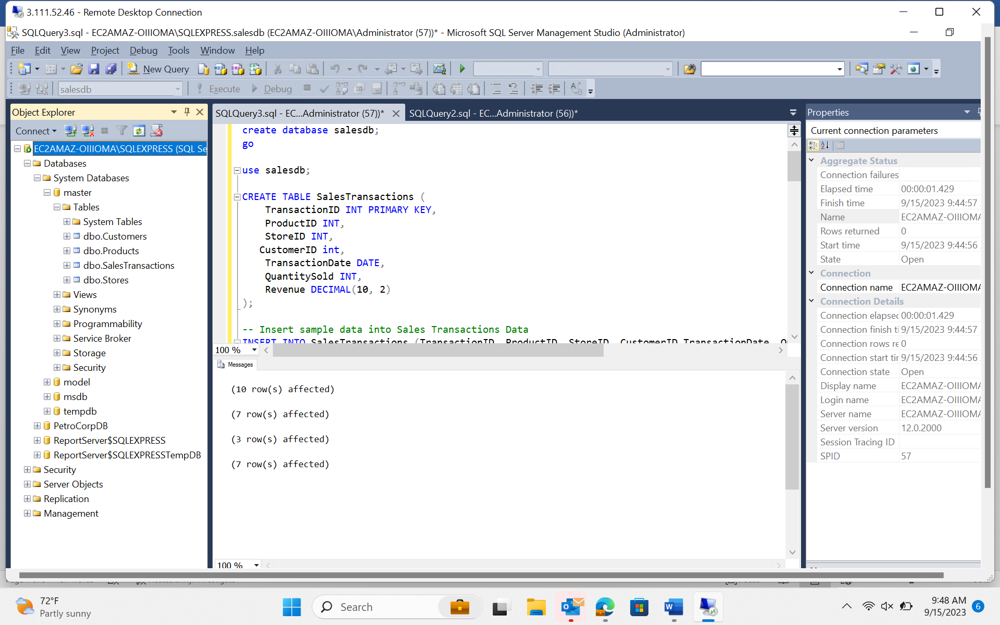 3.111.52.46 - Remote Desktop Connection
SQLQuery3.sql - EC2AMAZ-OIIIOMA\SQLEXPRESS.salesdb (EC2AMAZ-OIIIOMA\Administrator (57))* - Microsoft SQL Server Management Studio (Administrator)
File Edit View Project Debug Tools Window Help
New Query
salesdb Execute Debug
Object Explorer
Connect
EC2AMAZ-OIIIOMA\SQLEXPRESS (SQL Se
Databases
System Databases
master
Tables
System Tables
dbo.Customers
dbo.Products
dbo.SalesTransactions
dbo.Stores
Views
Synonyms
Programmability
Service Broker
Storage
Security
model
msdb
tempdb
PetroCorpDB
ReportServer$SQLEXPRESS
ReportServer$SQLEXPRESSTempDB
Security
Server Objects
Replication
Management
SQLQuery3.sql - EC...Administrator (57))* SQLQuery2.sql - EC...Administrator (56))*
create database salesdb;
go
use salesdb;
CREATE TABLE SalesTransactions (
TransactionID INT PRIMARY KEY,
ProductID INT,
StoreID INT,
CustomerID int,
TransactionDate DATE,
QuantitySold INT,
Revenue DECIMAL(10, 2)
);
-- Insert sample data into Sales Transactions Data
INSERT INTO SalesTransactions (TransactionID, ProductID, StoreID, CustomerID,TransactionDate,
100 %
Messages
(10 row(s) affected)
(7 row(s) affected)
(3 row(s) affected)
(7 row(s) affected)
100 %
Properties
Current connection parameters
Aggregate Status
Connection failures
Elapsed time 00:00:01.429
Finish time 9/15/2023 9:44:57
Name EC2AMAZ-OIIIOMA
Rows returned 0
Start time 9/15/2023 9:44:56
State Open
Connection
Connection name EC2AMAZ-OIIIOMA
Connection Details
Connection elapsed 00:00:01.429
Connection finish ti 9/15/2023 9:44:57
Connection rows re 0
Connection start tir 9/15/2023 9:44:56
Connection state Open
Display name EC2AMAZ-OIIIOMA
Login name EC2AMAZ-OIIIOMA
Server name EC2AMAZ-OIIIOMA
Server version 12.0.2000
Session Tracing ID
SPID 57
72°F
Partly sunny
Search
9:48 AM
9/15/2023
6